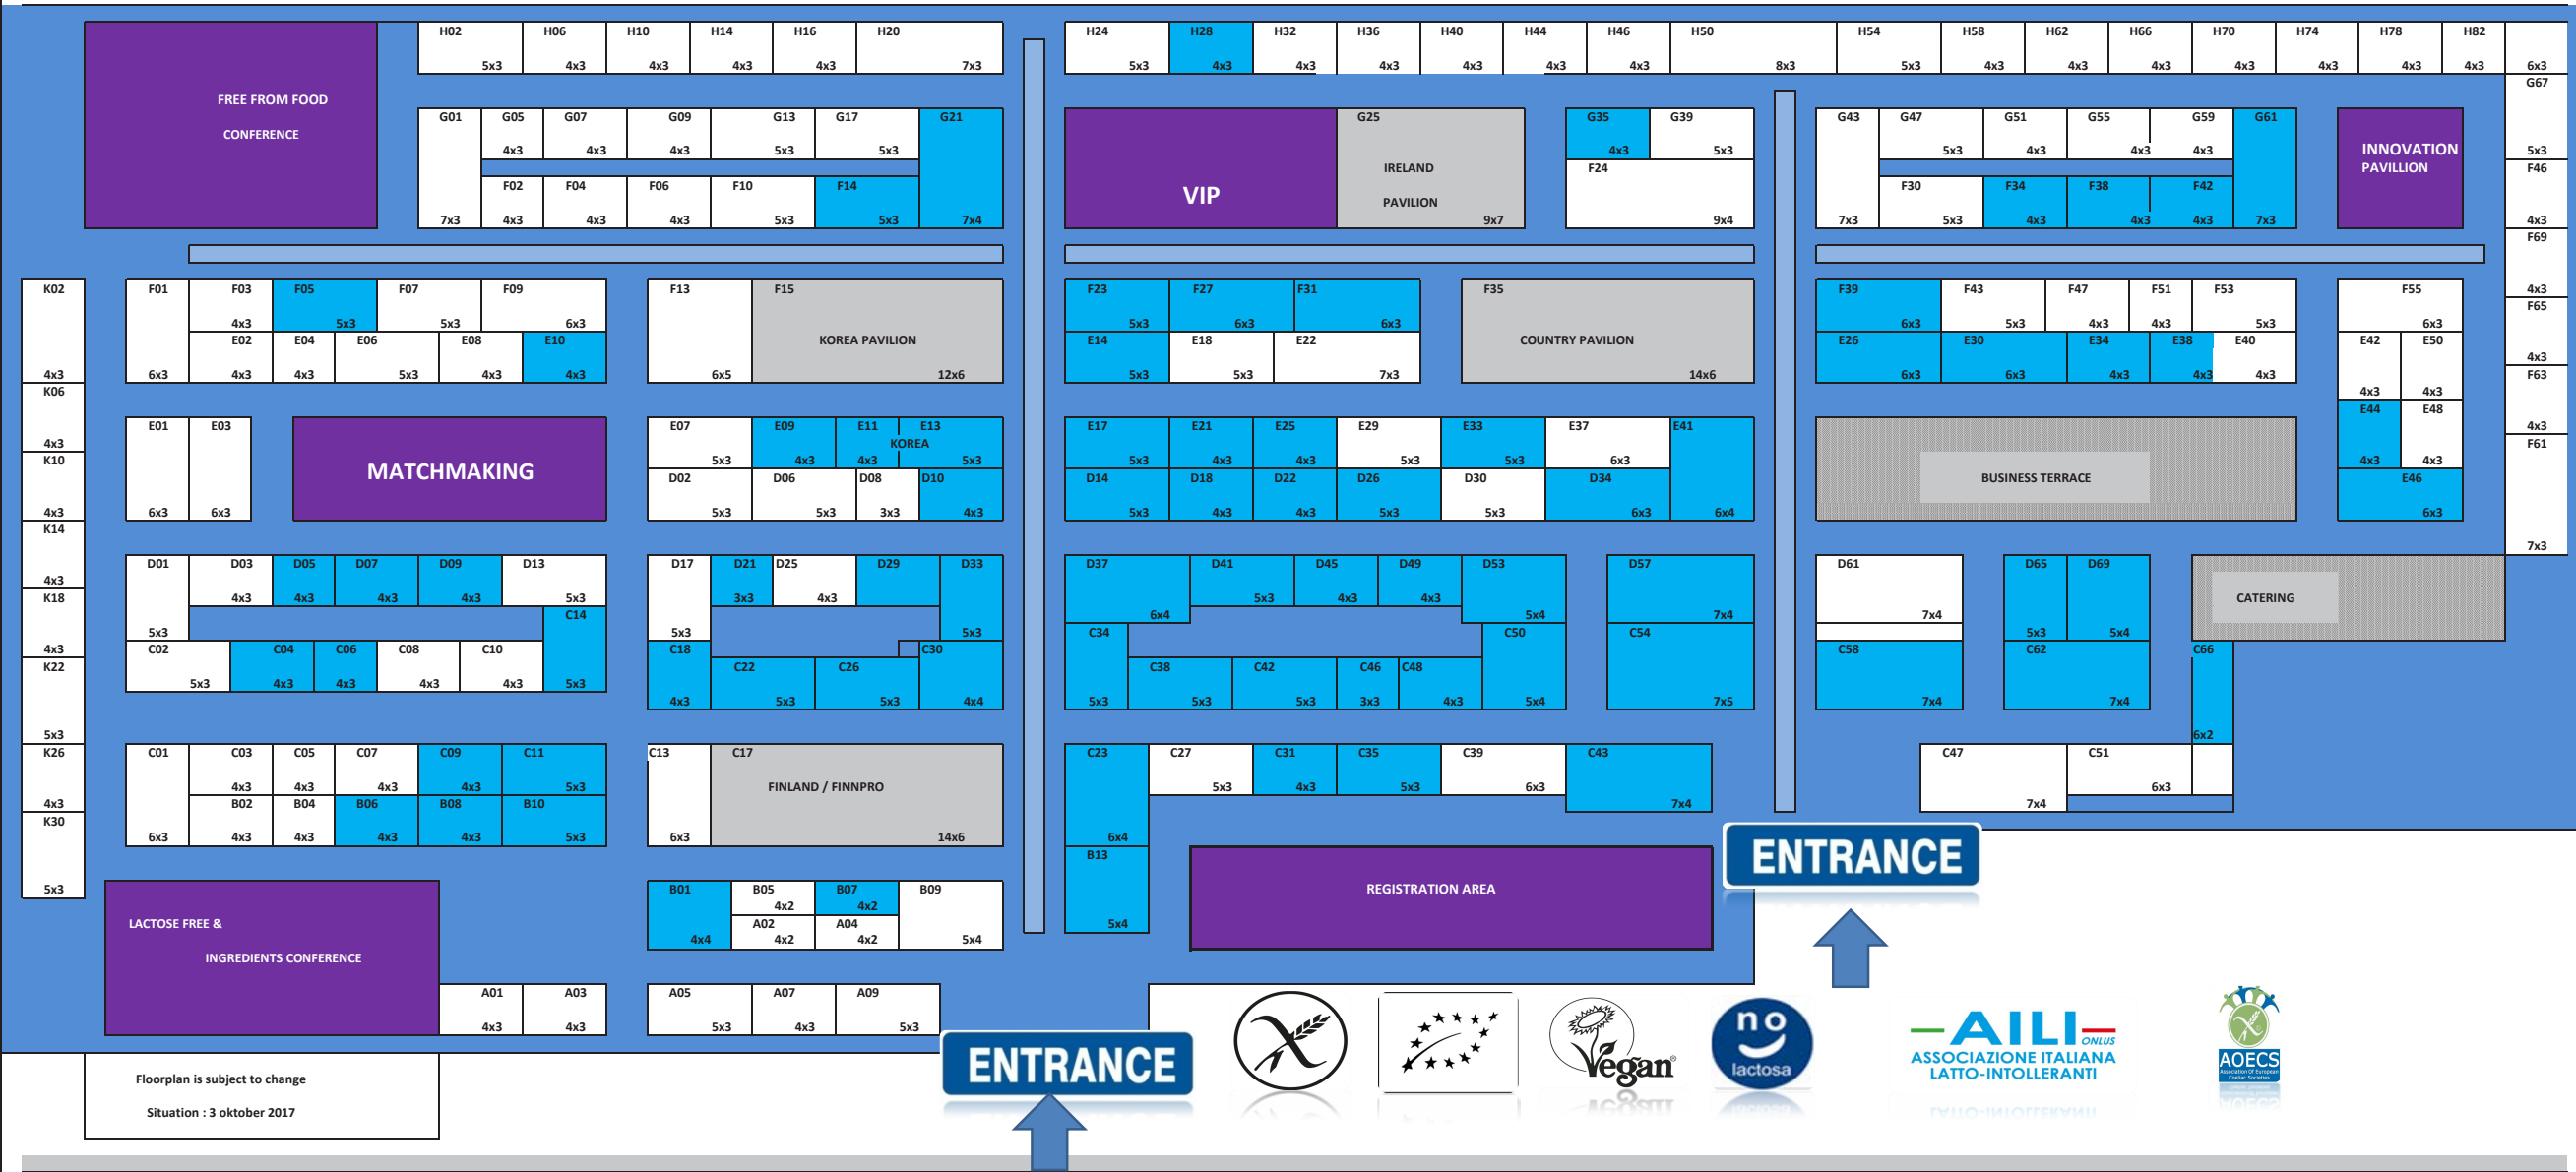 H02 H06 H10 H14 H16 H20 H24 H28 H32 H36 H40 H44 H46 H50 H54 H58 H62 H66 H70 H74 H78 H82
5x3 4x3 4x3 4x3 4x3 7x3 5x3 4x3 4x3 4x3 4x3 4x3 4x3 8x3 5x3 4x3 4x3 4x3 4x3 4x3 4x3 4x3 6x3
G67
FREE FROM FOOD
CONFERENCE
G01 G05 G07 G09 G13 G17 G21 G25 G35 G39 G43 G47 G51 G55 G59 G61
4x3 4x3 4x3 5x3 5x3 4x3 5x3 5x3 4x3 4x3 4x3 5x3
VIP
IRELAND
PAVILION
9x7
INNOVATION
PAVILLION
F02 F04 F06 F10 F14 F24 F30 F34 F38 F42 F46
7x3 4x3 4x3 4x3 5x3 5x3 7x4 9x4 7x3 5x3 4x3 4x3 4x3 7x3 4x3
F69
K02 F01 F03 F05 F07 F09 F13 F15 F23 F27 F31 F35 F39 F43 F47 F51 F53 F55
4x3
F65
4x3 5x3 5x3 6x3 5x3 6x3 6x3 6x3 5x3 4x3 4x3 5x3 6x3
E02 E04 E06 E08 E10 KOREA PAVILION E14 E18 E22 COUNTRY PAVILION E26 E30 E34 E38 E40 E42 E50
4x3
4x3 6x3 4x3 4x3 5x3 4x3 4x3 6x5 12x6 5x3 5x3 7x3 14x6 6x3 6x3 4x3 4x3 4x3 4x3 4x3
K06 F63
E01 E03 E07 E09 E11 E13 E17 E21 E25 E29 E33 E37 E41 E44 E48
KOREA
4x3 4x3
K10 F61
MATCHMAKING
5x3 4x3 4x3 5x3 5x3 4x3 4x3 5x3 5x3 6x3 4x3 4x3
D02 D06 D08 D10 D14 D18 D22 D26 D30 D34 BUSINESS TERRACE E46
4x3 6x3 6x3 5x3 5x3 3x3 4x3 5x3 4x3 4x3 5x3 5x3 6x3 6x4 6x3
K14
7x3
D01 D03 D05 D07 D09 D13 D17 D21 D25 D29 D33 D37 D41 D45 D49 D53 D57 D61 D65 D69
4x3
K18
4x3 4x3 4x3 4x3 5x3 3x3 4x3 5x3 4x3 4x3 CATERING
C14 6x4 5x4 7x4 7x4
5x3 5x3 5x3 C34 C50 C54 5x3 5x4
4x3
K22
C02 C04 C06 C08 C10 C18 C30 C58 C62 C66
C22 C26 C38 C42 C46 C48
5x3 4x3 4x3 4x3 4x3 5x3
4x3 5x3 5x3 4x4 5x3 5x3 5x3 3x3 4x3 5x4 7x5 7x4 7x4
5x3 6x2
K26 C01 C03 C05 C07 C09 C11 C13 C17 C23 C27 C31 C35 C39 C43 C47 C51
4x3 4x3 4x3 4x3 5x3 FINLAND / FINNPRO 5x3 4x3 5x3 6x3 6x3
4x3 B02 B04 B06 B08 B10 7x4 7x4
K30
6x3 4x3 4x3 4x3 4x3 5x3 6x3 14x6 6x4
B13
ENTRANCE
5x3
B01 B05 B07 B09 REGISTRATION AREA
4x2 4x2
LACTOSE FREE &
A02 A04
4x4 4x2 4x2 5x4 5x4
INGREDIENTS CONFERENCE
A01 A03 A05 A07 A09
4x3 4x3 5x3 4x3 5x3
ENTRANCE
Vegan
no
lactosa
AILI
ONLUS
ASSOCIAZIONE ITALIANA
LATTO-INTOLLERANTI
AOECS
Association Of European
Coeliac Societies
Floorplan is subject to change
Situation : 3 oktober 2017